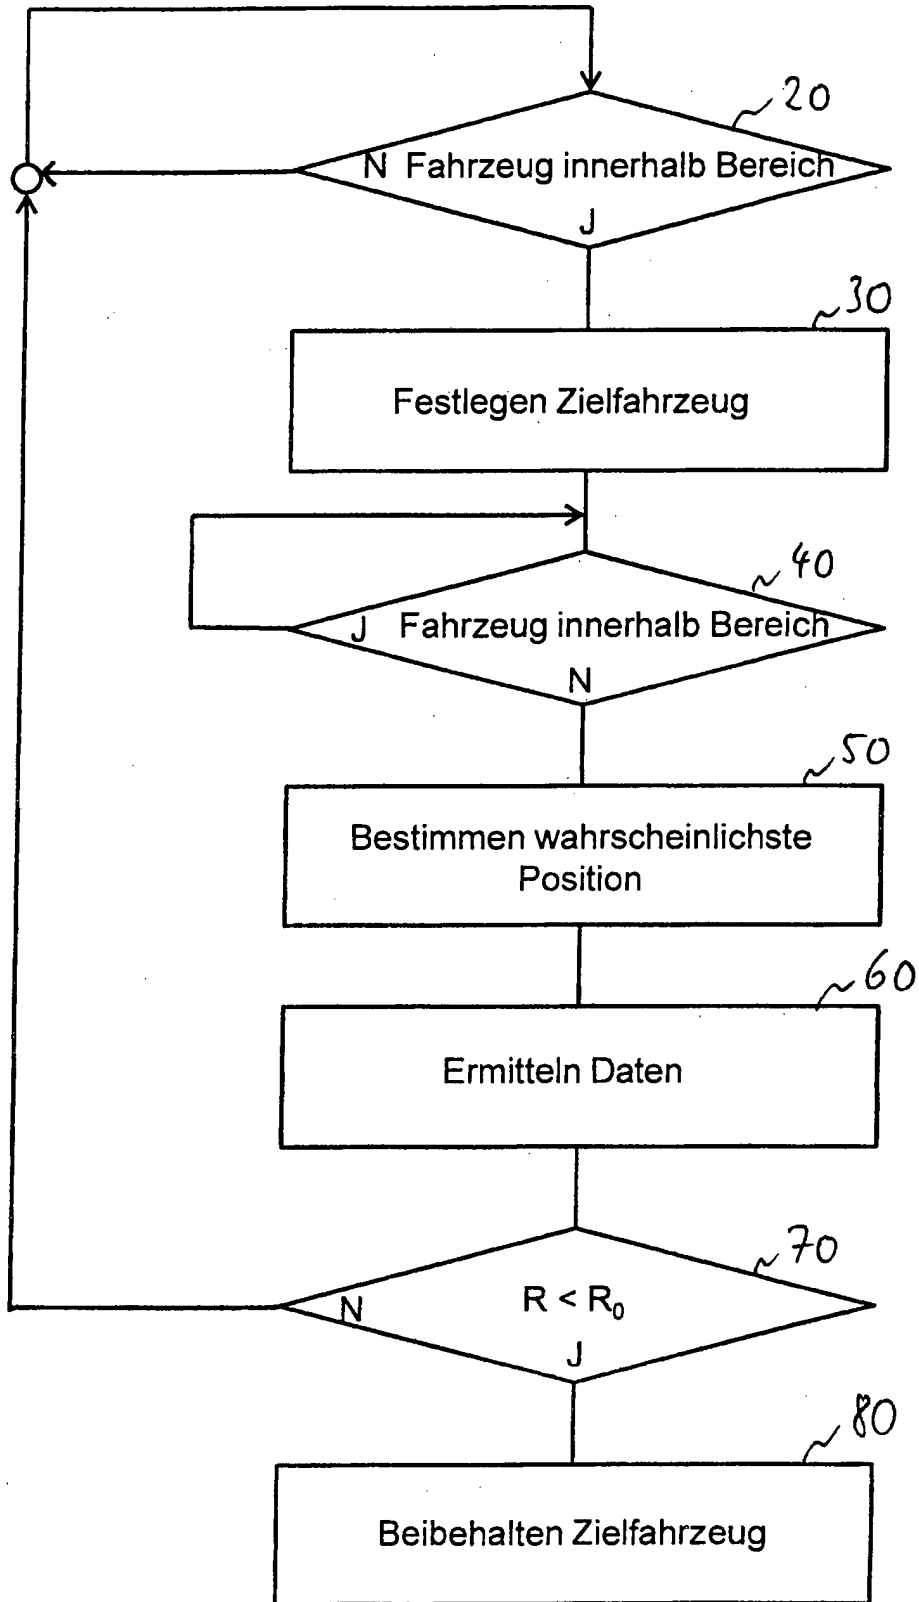 20
N Fahrzeug innerhalb Bereich
J
30
Festlegen Zielfahrzeug
40
J Fahrzeug innerhalb Bereich
N
50
Bestimmen wahrscheinlichste
Position
60
Ermitteln Daten
70
N R < R₀
J
80
Beibehalten Zielfahrzeug